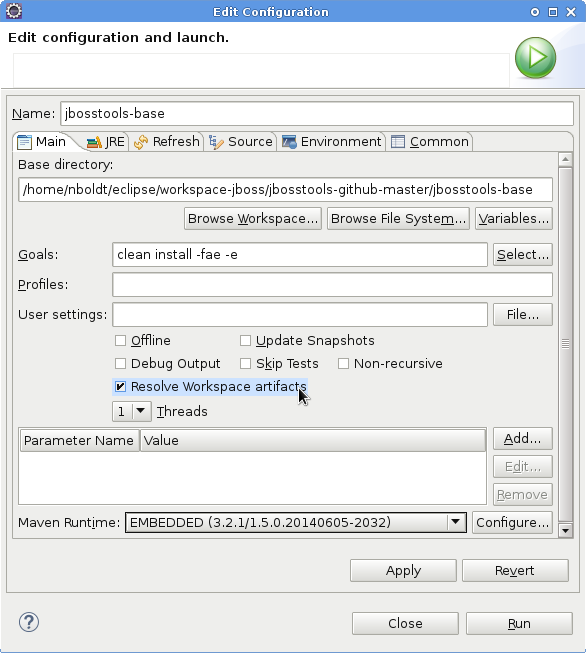 Edit Configuration
Edit configuration and launch.
Name: jbosstools-base
Main JRE Refresh Source Environment Common
Base directory:
/home/nboldt/eclipse/workspace-jboss/jbosstools-github-master/jbosstools-base
Browse Workspace... Browse File System... Variables...
Goals: clean install -fae -e Select...
Profiles:
User settings: File...
Offline Update Snapshots
Debug Output Skip Tests Non-recursive
Resolve Workspace artifacts
1 Threads
Parameter Name Value Add...
Edit...
Remove
Maven Runtime: EMBEDDED (3.2.1/1.5.0.20140605-2032) Configure...
Apply Revert
? Close Run